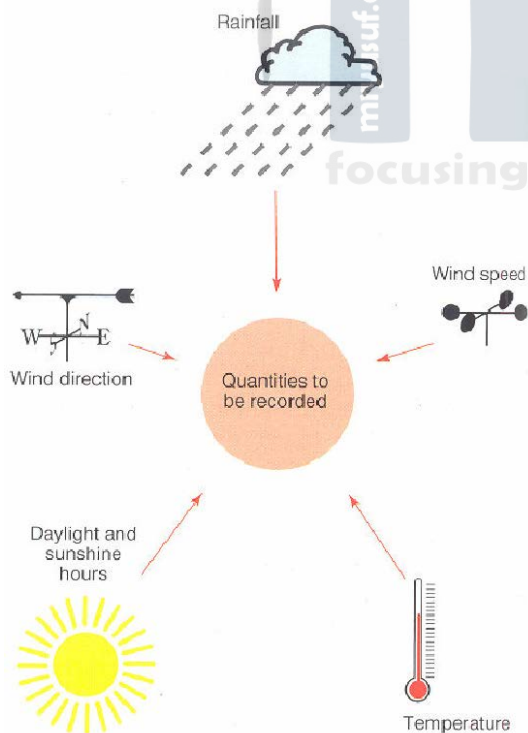 Rainfall
focusing
Wind speed
W N E
Wind direction
Quantities to
be recorded
Daylight and
sunshine
hours
Temperature